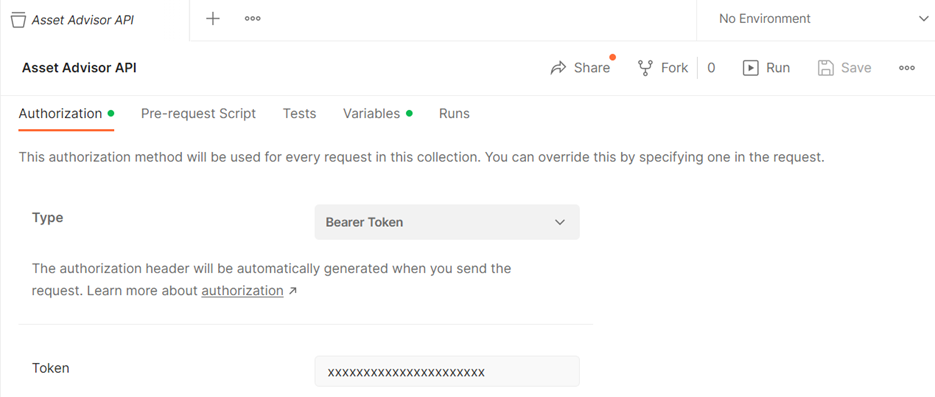 Asset Advisor API
No Environment
Asset Advisor API
Share Fork 0 Run Save
Authorization Pre-request Script Tests Variables Runs
This authorization method will be used for every request in this collection. You can override this by specifying one in the request.
Type Bearer Token
The authorization header will be automatically generated when you send the
request. Learn more about authorization ↗
Token xxxxxxxxxxxxxxxxxxxxxx